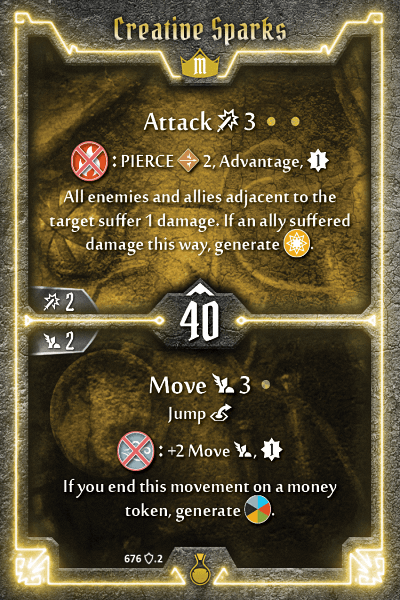 Creative Sparks
M
Attack 3
: PIERCE 2, Advantage, 1
All enemies and allies adjacent to the
target suffer 1 damage. If an ally suffered
damage this way, generate .
2
40
2
Move 3
Jump
: +2 Move , 1
If you end this movement on a money
token, generate .
676 .2